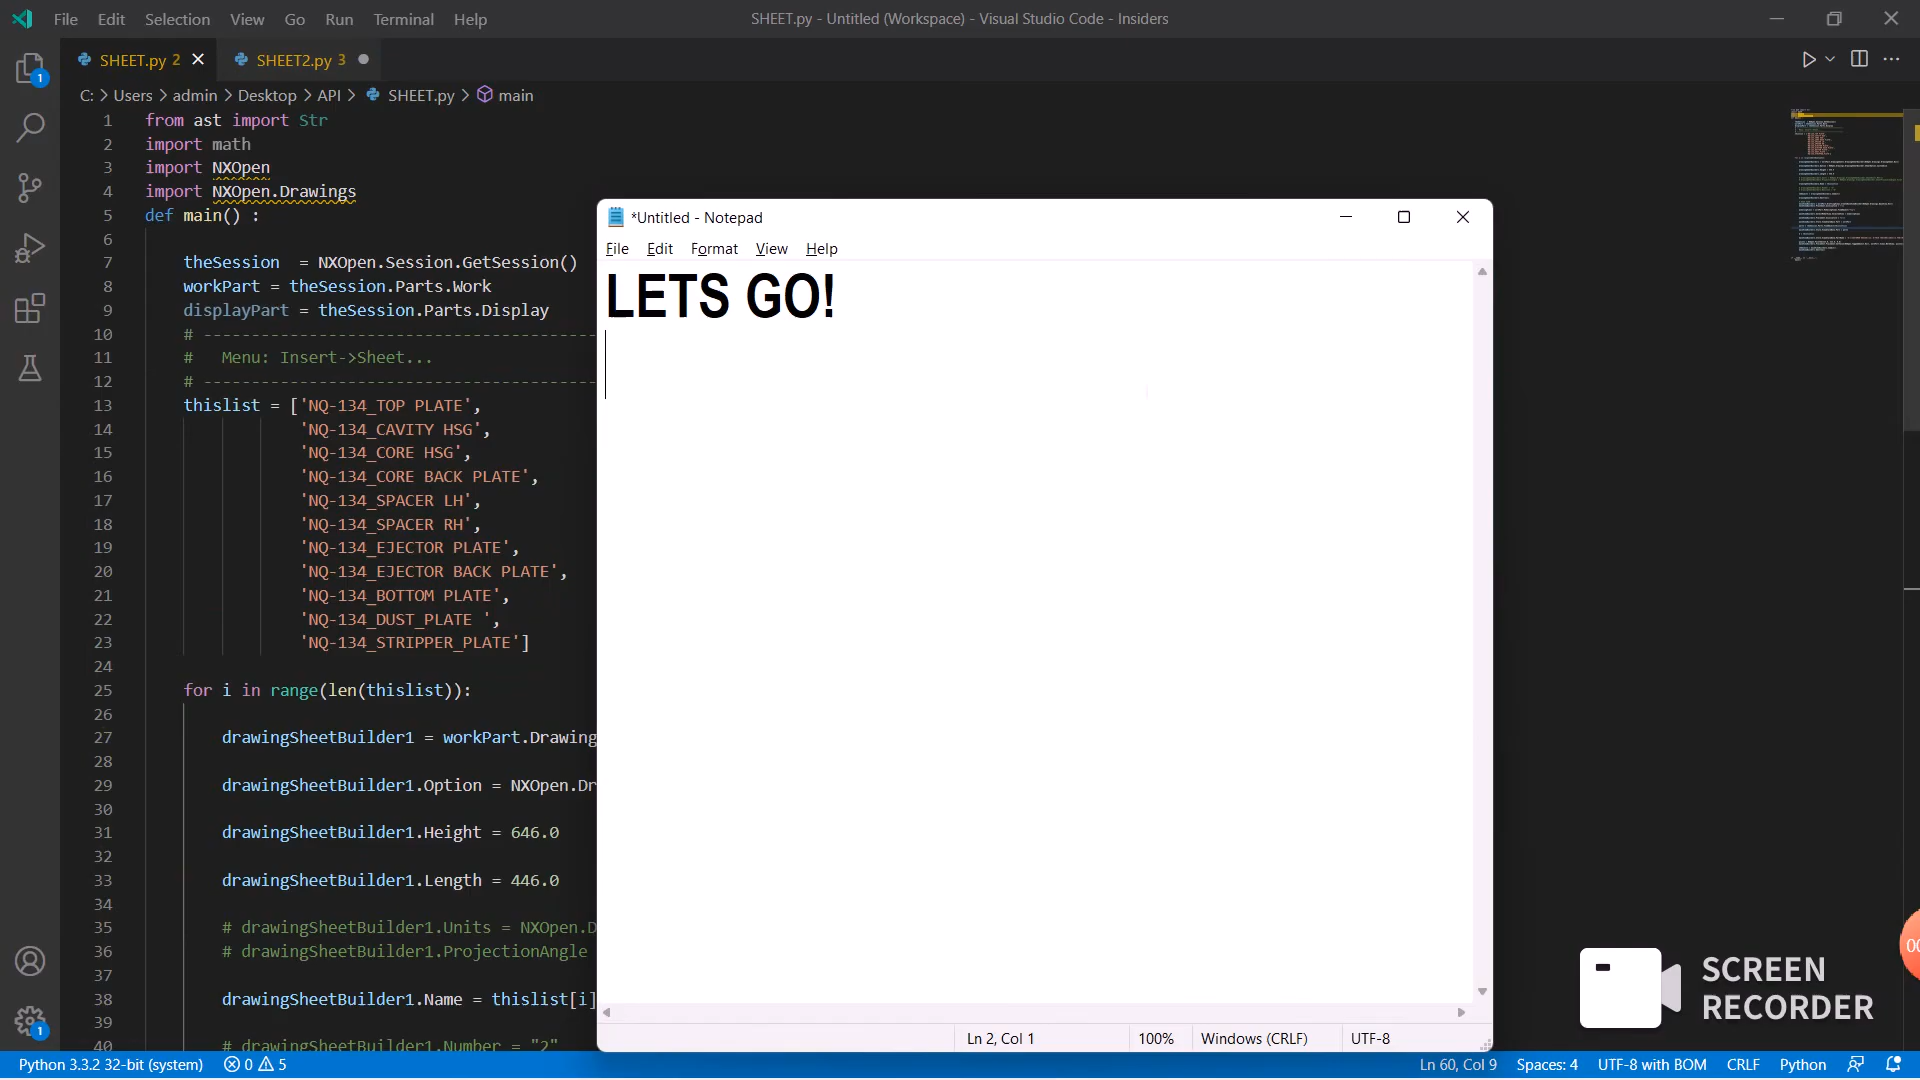 File Edit Selection View Go Run Terminal Help SHEET.py - Untitled (Workspace) - Visual Studio Code - Insiders
SHEET.py 2 SHEET2.py 3
C: > Users > admin > Desktop > API > SHEET.py > main
1 from ast import Str
2 import math
3 import NXOpen
4 import NXOpen.Drawings
5 def main() :
6
7 theSession = NXOpen.Session.GetSession()
8 workPart = theSession.Parts.Work
9 displayPart = theSession.Parts.Display
10 # -----------------------------------------
11 # Menu: Insert->Sheet...
12 # -----------------------------------------
13 thislist = ['NQ-134_TOP PLATE',
14 'NQ-134_CAVITY HSG',
15 'NQ-134_CORE HSG',
16 'NQ-134_CORE BACK PLATE',
17 'NQ-134_SPACER LH',
18 'NQ-134_SPACER RH',
19 'NQ-134_EJECTOR PLATE',
20 'NQ-134_EJECTOR BACK PLATE',
21 'NQ-134_BOTTOM PLATE',
22 'NQ-134_DUST_PLATE ',
23 'NQ-134_STRIPPER_PLATE']
24
25 for i in range(len(thislist)):
26
27 drawingSheetBuilder1 = workPart.Drawing
28
29 drawingSheetBuilder1.Option = NXOpen.Dr
30
31 drawingSheetBuilder1.Height = 646.0
32
33 drawingSheetBuilder1.Length = 446.0
34
35 # drawingSheetBuilder1.Units = NXOpen.D
36 # drawingSheetBuilder1.ProjectionAngle
37
38 drawingSheetBuilder1.Name = thislist[i]
39
40 # drawingSheetBuilder1.Number = "2"
*Untitled - Notepad
File Edit Format View Help
LETS GO!
Ln 2, Col 1 100% Windows (CRLF) UTF-8
SCREEN
RECORDER
00
1
1
Python 3.3.2 32-bit (system) 0 5 Ln 60, Col 9 Spaces: 4 UTF-8 with BOM CRLF Python